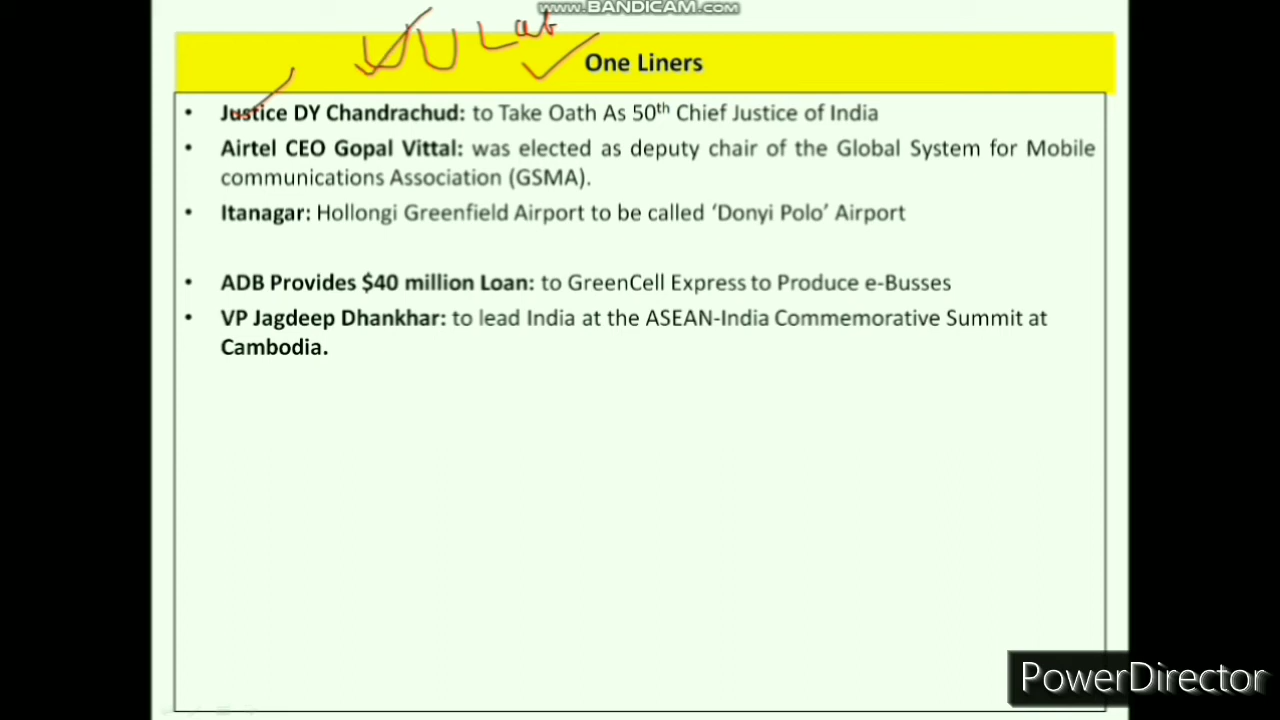 www.BANDICAM.COM
U Lat
One Liners
• Justice DY Chandrachud: to Take Oath As 50th Chief Justice of India
• Airtel CEO Gopal Vittal: was elected as deputy chair of the Global System for Mobile
communications Association (GSMA).
• Itanagar: Hollongi Greenfield Airport to be called ‘Donyi Polo’ Airport
• ADB Provides $40 million Loan: to GreenCell Express to Produce e-Busses
• VP Jagdeep Dhankhar: to lead India at the ASEAN-India Commemorative Summit at
Cambodia.
PowerDirector